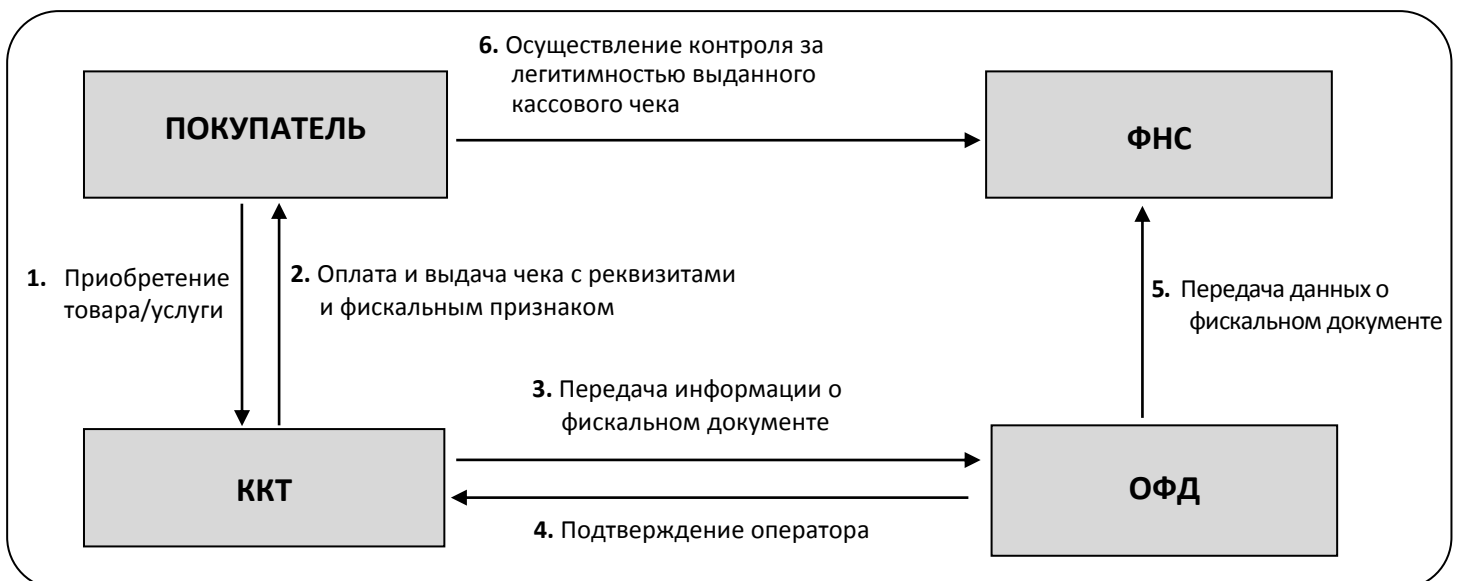 6. Осуществление контроля за
легитимностью выданного
кассового чека
ПОКУПАТЕЛЬ
ФНС
1. Приобретение
товара/услуги
2. Оплата и выдача чека с реквизитами
и фискальным признаком
5. Передача данных о
фискальном документе
3. Передача информации о
фискальном документе
ККТ
ОФД
4. Подтверждение оператора